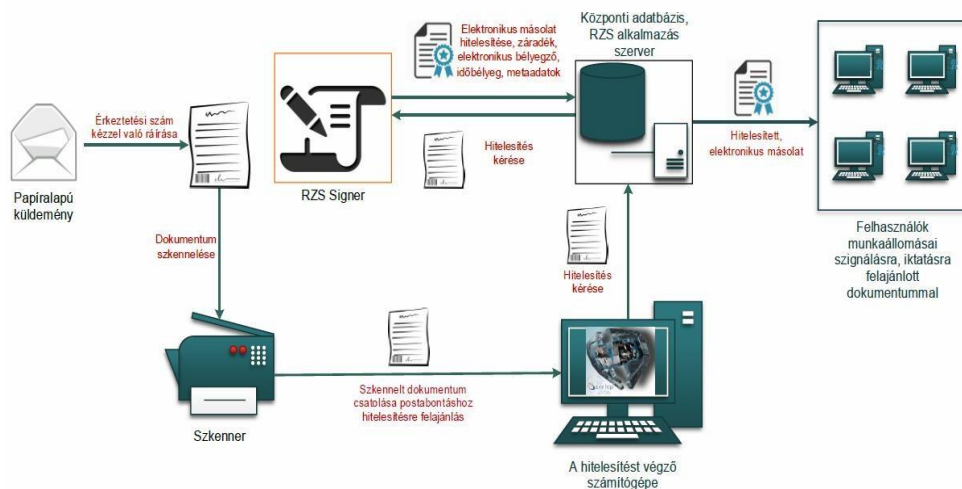 Elektronikus másolat
hitelesítése, záradék,
elektronikus bélyegző,
időbélyeg, metaadatok
Központi adatbázis,
RZS alkalmazás
szerver
Érkeztetési szám
kézzel való ráírása
Hitelesítés
kérése
Hitelesített,
elektronikus másolat
Papíralapú
küldemény
RZS Signer
Felhasználók
munkaállomásai
szignálásra, iktatásra
felajánlott
dokumentummal
Dokumentum
szkennelése
Hitelesítés
kérése
Szkennelt dokumentum
csatolása postabontáshoz
hitelesítésre felajánlás
Szkenner
A hitelesítést végző
számítógépe